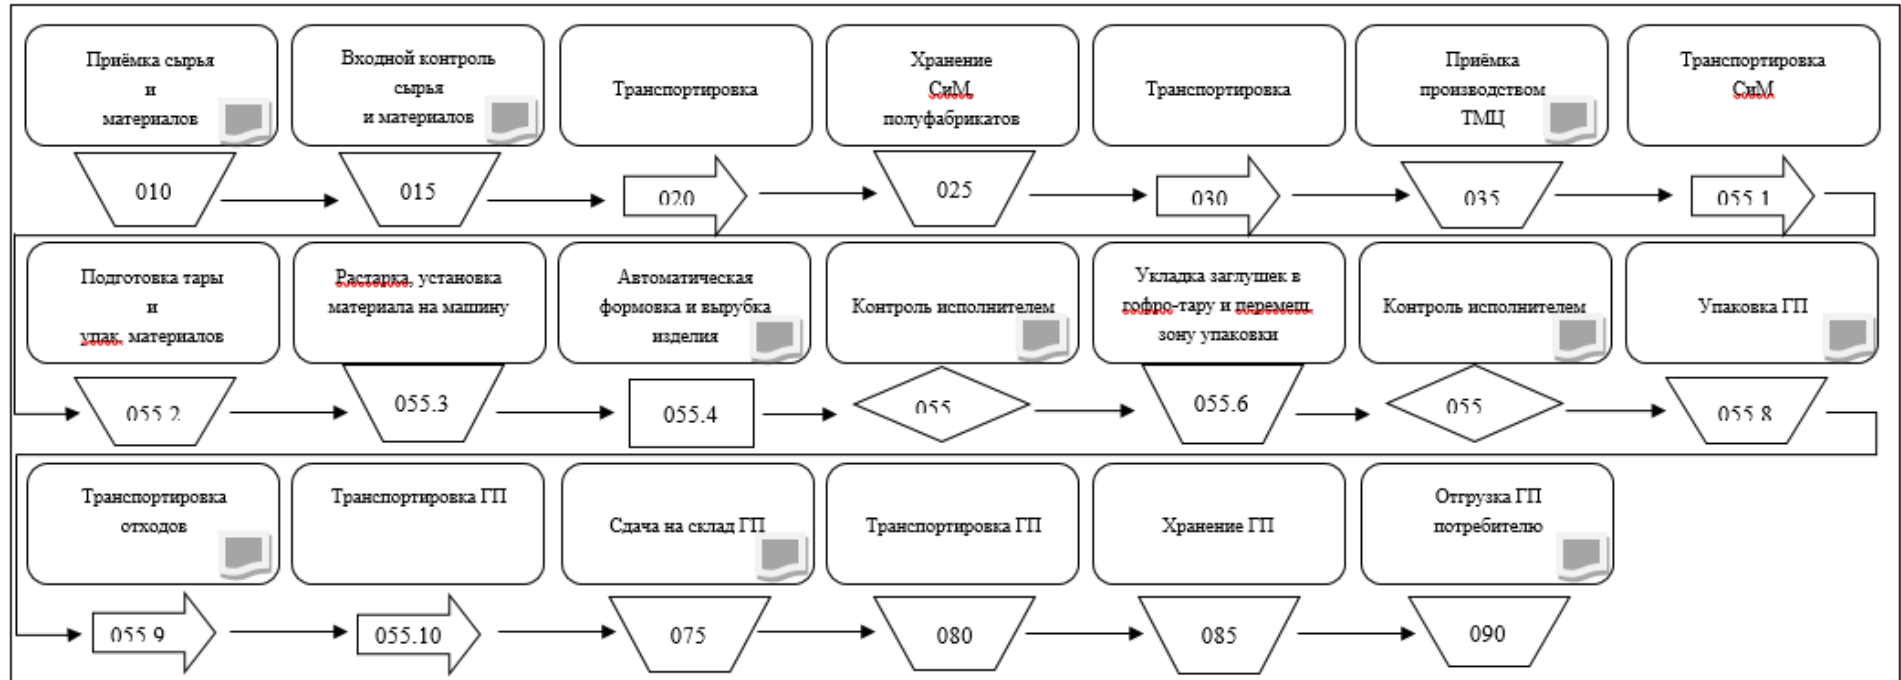 Приёмка сырья
и
материалов
010
Входной контроль
сырья
и материалов
015
Транспортировка
020
Хранение
СиМ,
полуфабрикатов
025
Транспортировка
030
Приёмка
производством
ТМЦ
035
Транспортировка
СиМ
055.1
Подготовка тары
и
упак. материалов
055.2
Растарка, установка
материала на машину
055.3
Автоматическая
формовка и вырубка
изделия
055.4
Контроль исполнителем
055
Укладка заглушек в
гофро-тару и перемещ.
зону упаковки
055.6
Контроль исполнителем
055
Упаковка ГП
055.8
Транспортировка
отходов
055.9
Транспортировка ГП
055.10
Сдача на склад ГП
075
Транспортировка ГП
080
Хранение ГП
085
Отгрузка ГП
потребителю
090